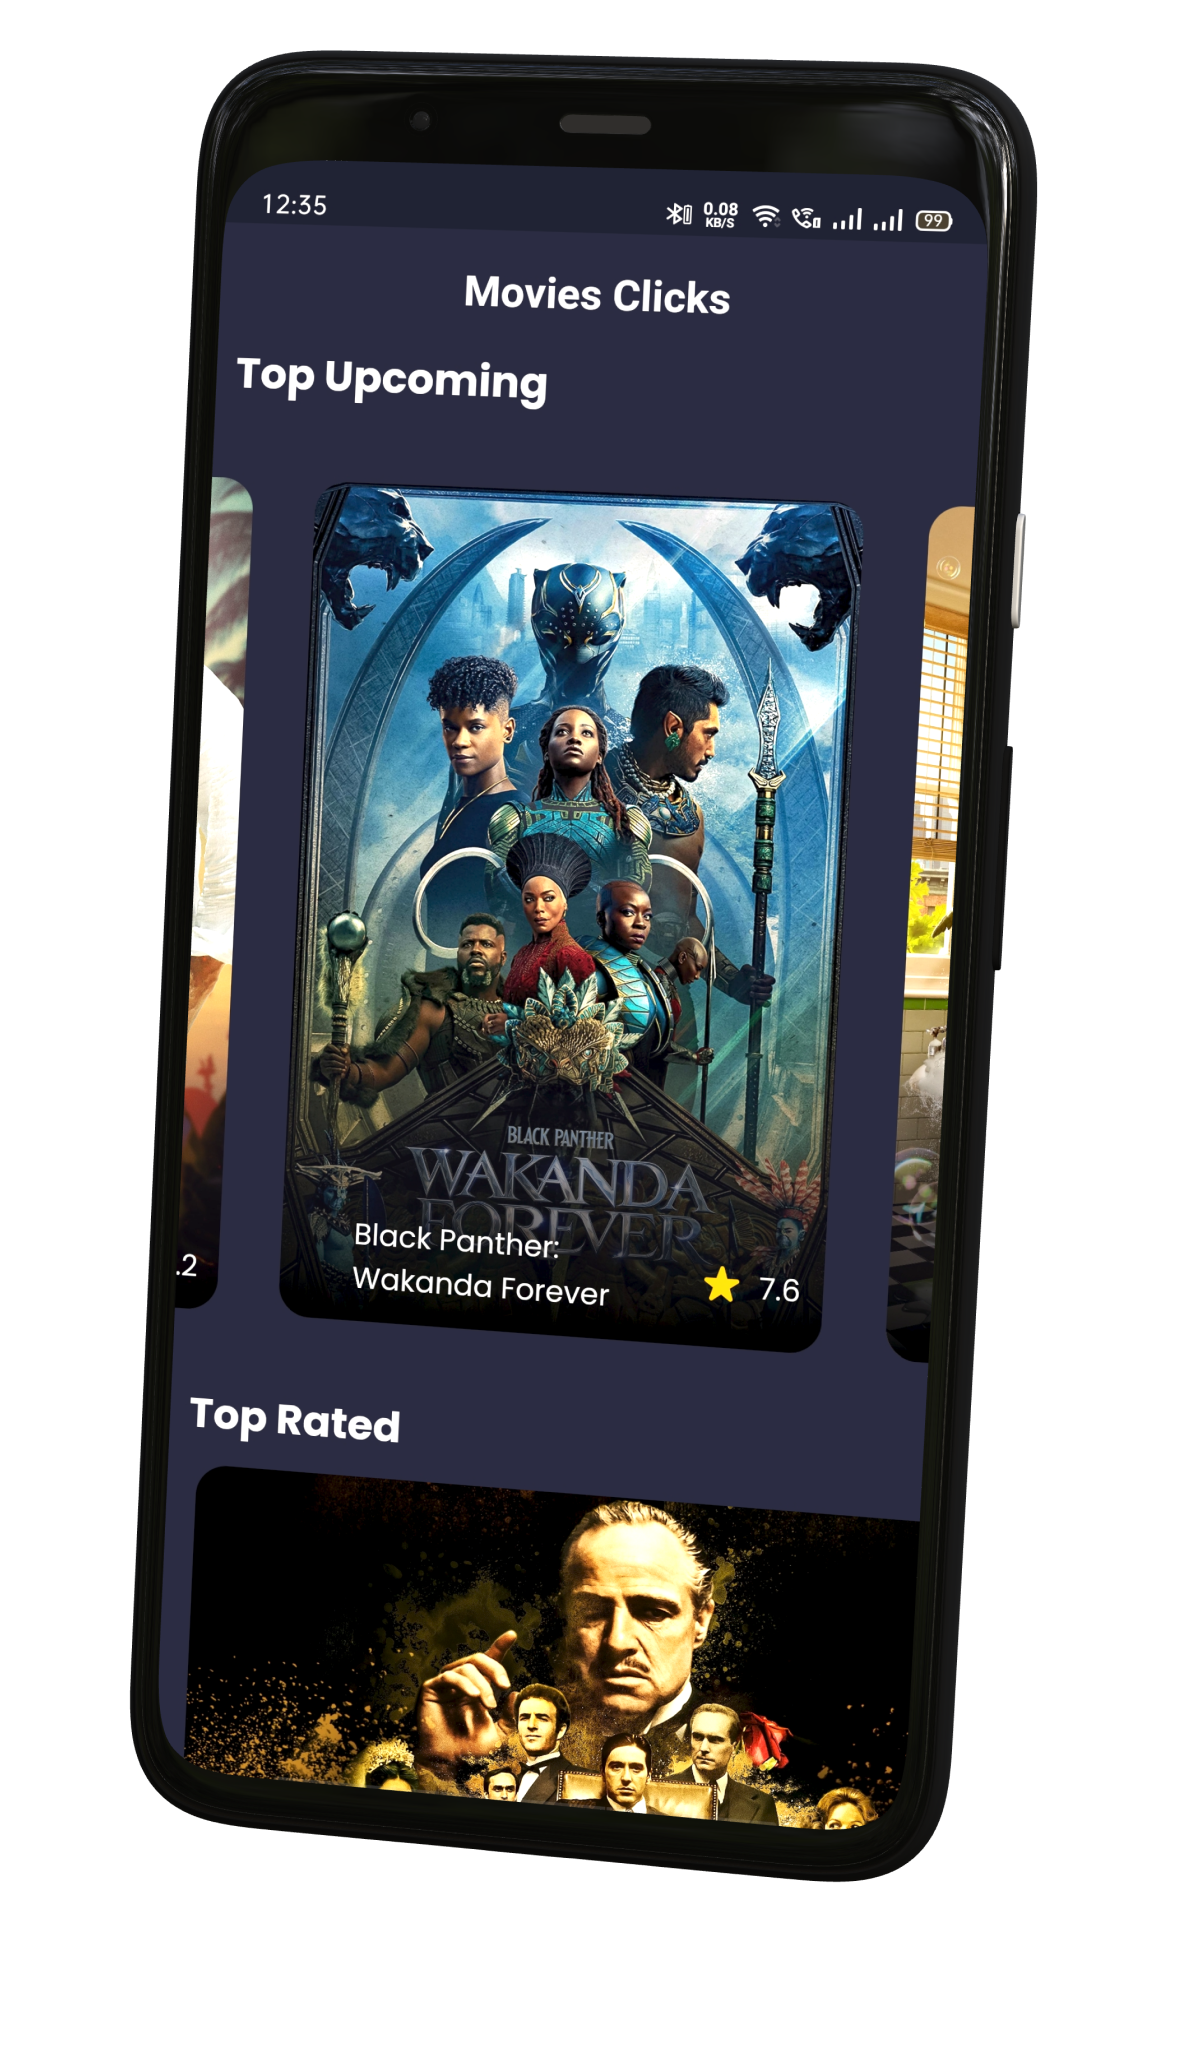 12:35
0.08
KB/S
99
Movies Clicks
Top Upcoming
BLACK PANTHER
WAKANDA
FOREVER
Black Panther:
Wakanda Forever
7.6
.2
Top Rated